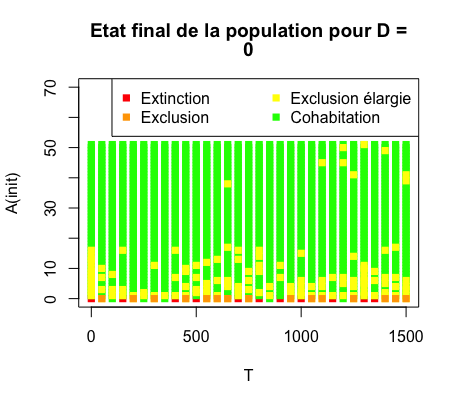 Etat final de la population pour D =
0
Extinction
Exclusion
Exclusion élargie
Cohabitation
A(init)
70
50
30
10
0
0
500
1000
1500
T